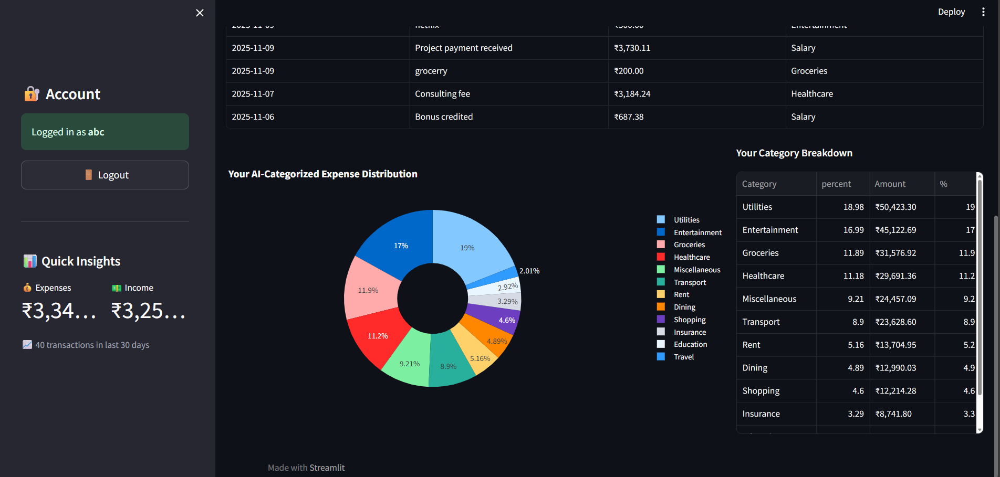 Deploy
2025-11-09 netflix ₹500.00 Entertainment
2025-11-09 Project payment received ₹3,730.11 Salary
2025-11-09 grocerry ₹200.00 Groceries
2025-11-07 Consulting fee ₹3,184.24 Healthcare
2025-11-06 Bonus credited ₹687.38 Salary
Account
Logged in as abc
Logout
Quick Insights
Expenses Income
₹3,34... ₹3,25...
40 transactions in last 30 days
Your AI-Categorized Expense Distribution
17%
19%
2.01%
2.92%
3.29%
4.6%
4.89%
5.16%
8.9%
9.21%
11.2%
11.9%
Utilities
Entertainment
Groceries
Healthcare
Miscellaneous
Transport
Rent
Dining
Shopping
Insurance
Education
Travel
Your Category Breakdown
Category percent Amount %
Utilities 18.98 ₹50,423.30 19
Entertainment 16.99 ₹45,122.69 17
Groceries 11.89 ₹31,576.92 11.9
Healthcare 11.18 ₹29,691.36 11.2
Miscellaneous 9.21 ₹24,457.09 9.2
Transport 8.9 ₹23,628.60 8.9
Rent 5.16 ₹13,704.95 5.2
Dining 4.89 ₹12,990.03 4.9
Shopping 4.6 ₹12,214.28 4.6
Insurance 3.29 ₹8,741.80 3.3
Made with Streamlit